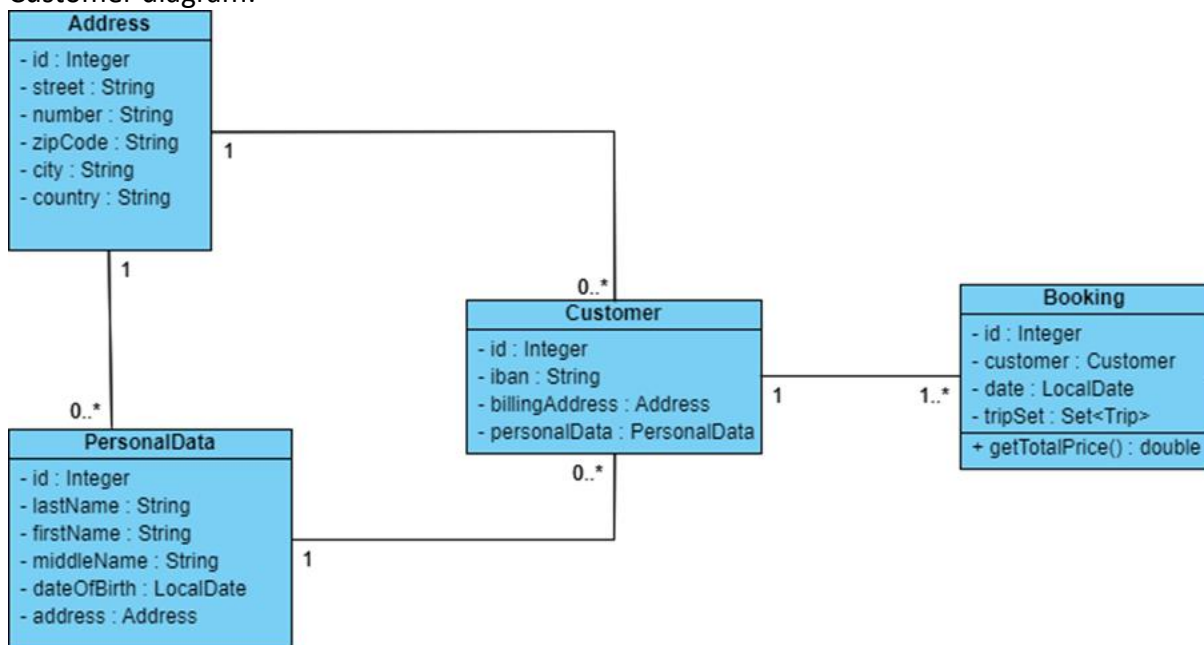 Customer diagram:
Address
- id : Integer
- street : String
- number : String
- zipCode : String
- city : String
- country : String
1
1
0..*
0..*
Customer
- id : Integer
- iban : String
- billingAddress : Address
- personalData : PersonalData
1
1..*
0..*
Booking
- id : Integer
- customer : Customer
- date : LocalDate
- tripSet : Set<Trip>
+ getTotalPrice() : double
PersonalData
- id : Integer
- lastName : String
- firstName : String
- middleName : String
- dateOfBirth : LocalDate
- address : Address
1